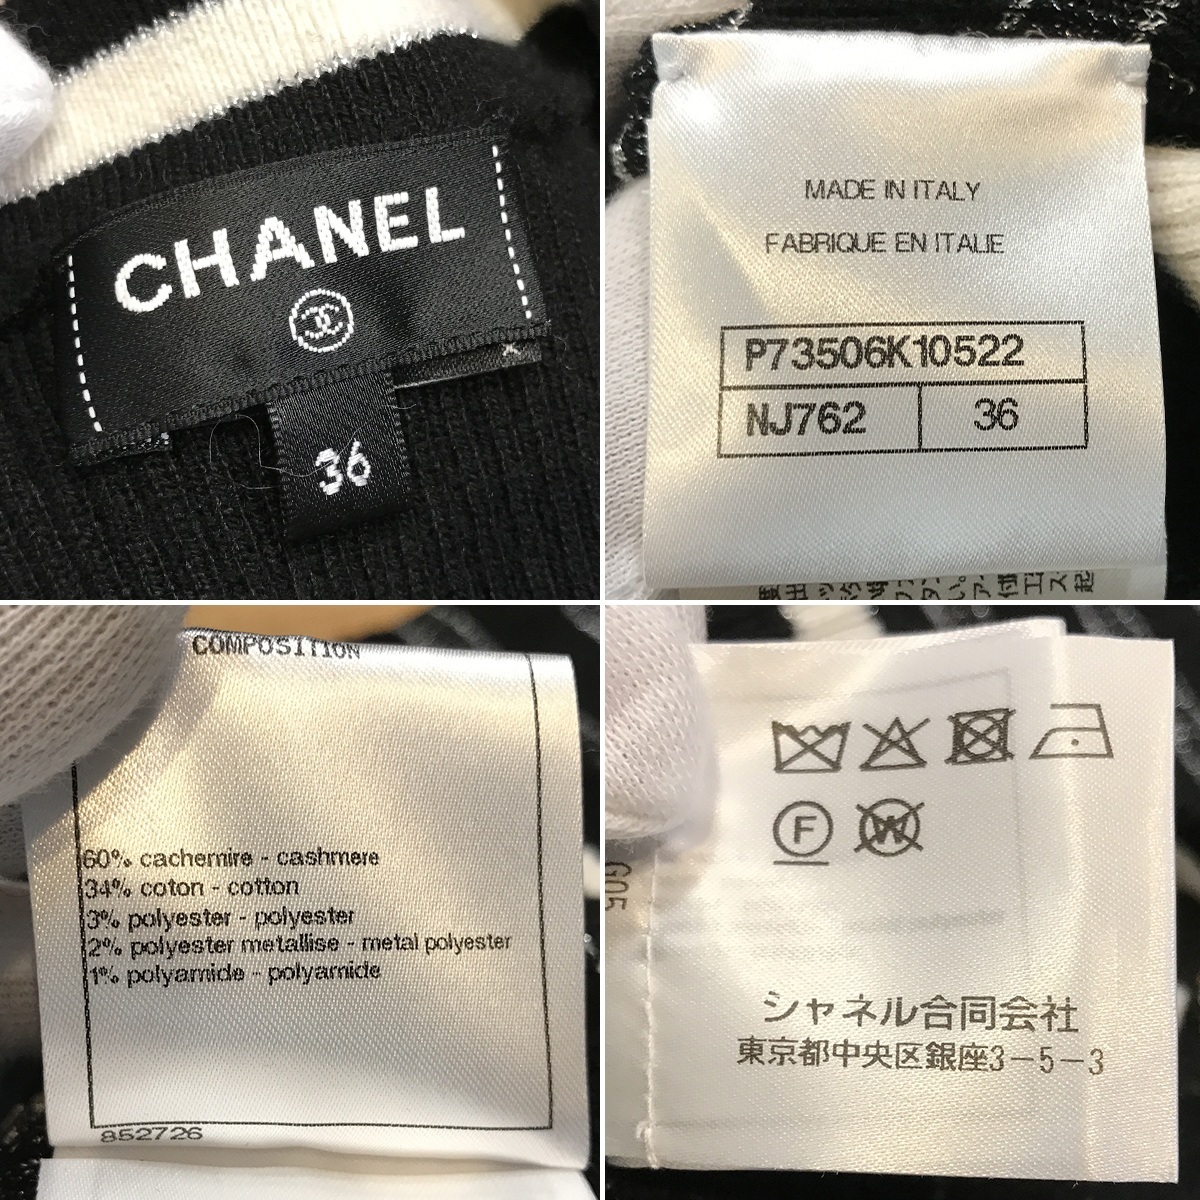 CHANEL
36
MADE IN ITALY
FABRIQUE EN ITALIE
P73506K10522
NJ762 36
COMPOSITION
60% cachemire - cashmere
34% coton - cotton
3% polyester - polyester
2% polyester metallise - metal polyester
1% polyamide - polyamide
852726
F W
G05
シャネル合同会社
東京都中央区銀座3-5-3